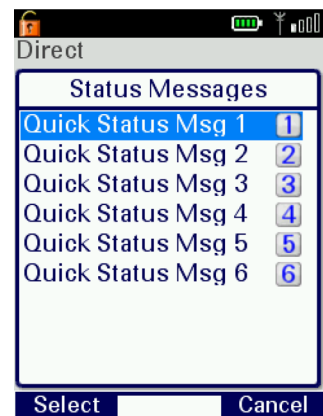 Direct
Status Messages
Quick Status Msg 1 1
Quick Status Msg 2 2
Quick Status Msg 3 3
Quick Status Msg 4 4
Quick Status Msg 5 5
Quick Status Msg 6 6
Select Cancel